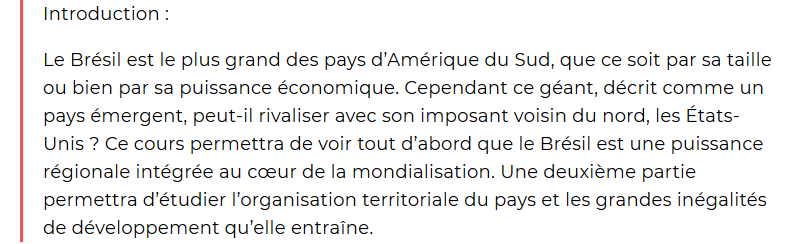 Introduction :
Le Brésil est le plus grand des pays d’Amérique du Sud, que ce soit par sa taille
ou bien par sa puissance économique. Cependant ce géant, décrit comme un
pays émergent, peut-il rivaliser avec son imposant voisin du nord, les États-
Unis ? Ce cours permettra de voir tout d’abord que le Brésil est une puissance
régionale intégrée au cœur de la mondialisation. Une deuxième partie
permettra d’étudier l’organisation territoriale du pays et les grandes inégalités
de développement qu’elle entraîne.